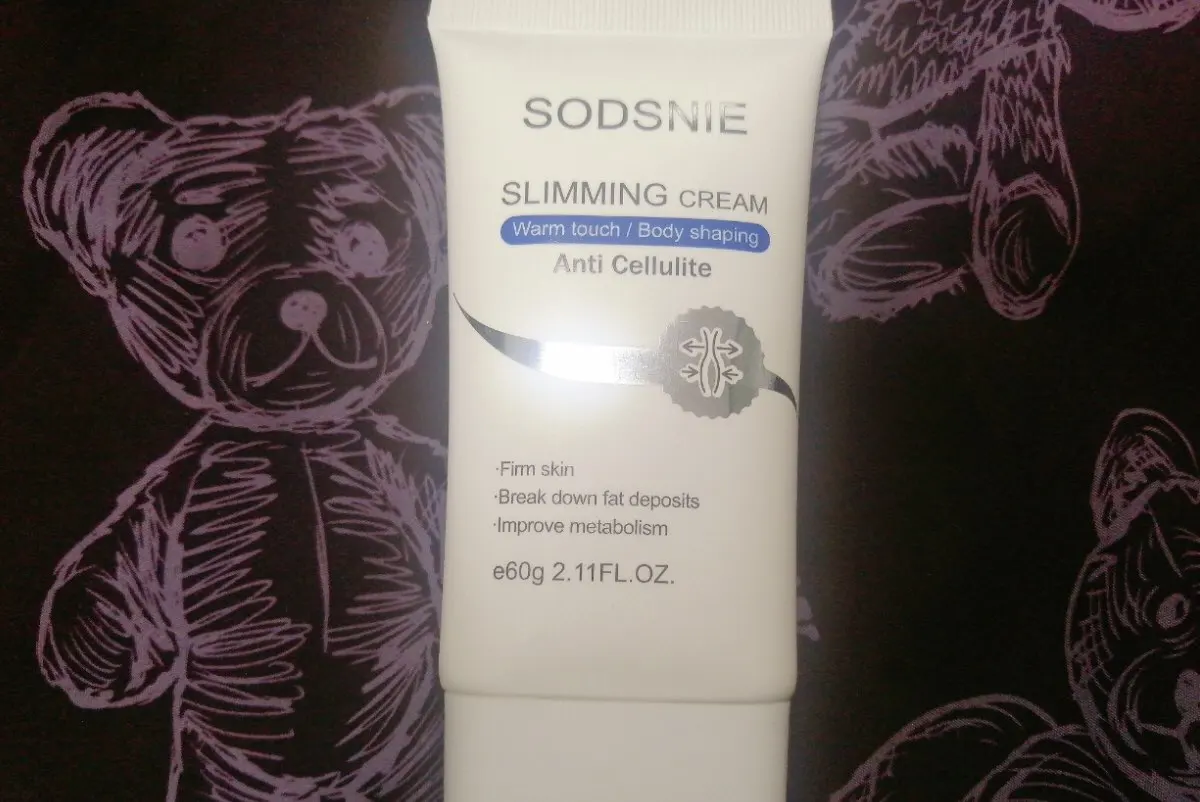 SODSNIE
SLIMMING CREAM
Warm touch / Body shaping
Anti Cellulite
·Firm skin
·Break down fat deposits
·Improve metabolism
e60g 2.11FL.OZ.